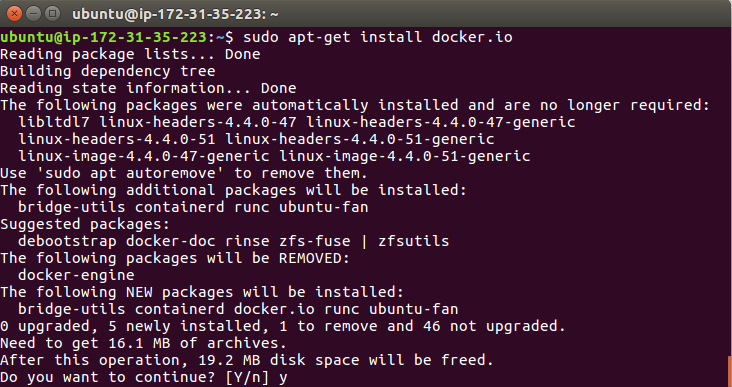 ubuntu@ip-172-31-35-223: ~
ubuntu@ip-172-31-35-223:~$ sudo apt-get install docker.io
Reading package lists... Done
Building dependency tree
Reading state information... Done
The following packages were automatically installed and are no longer required:
  libltdl7 linux-headers-4.4.0-47 linux-headers-4.4.0-47-generic
  linux-headers-4.4.0-51 linux-headers-4.4.0-51-generic
  linux-image-4.4.0-47-generic linux-image-4.4.0-51-generic
Use 'sudo apt autoremove' to remove them.
The following additional packages will be installed:
  bridge-utils containerd runc ubuntu-fan
Suggested packages:
  debootstrap docker-doc rinse zfs-fuse | zfsutils
The following packages will be REMOVED:
  docker-engine
The following NEW packages will be installed:
  bridge-utils containerd docker.io runc ubuntu-fan
0 upgraded, 5 newly installed, 1 to remove and 46 not upgraded.
Need to get 16.1 MB of archives.
After this operation, 19.2 MB disk space will be freed.
Do you want to continue? [Y/n] y